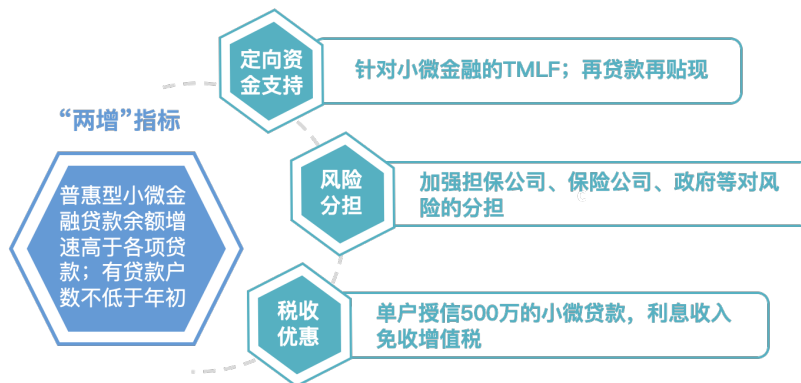 定向资
金支持
针对小微金融的TMLF；再贷款再贴现
“两增”指标
普惠型小微金
融贷款余额增
速高于各项贷
款；有贷款户
数不低于年初
风险
分担
加强担保公司、保险公司、政府等对风
险的分担
税收
优惠
单户授信500万的小微贷款，利息收入
免收增值税